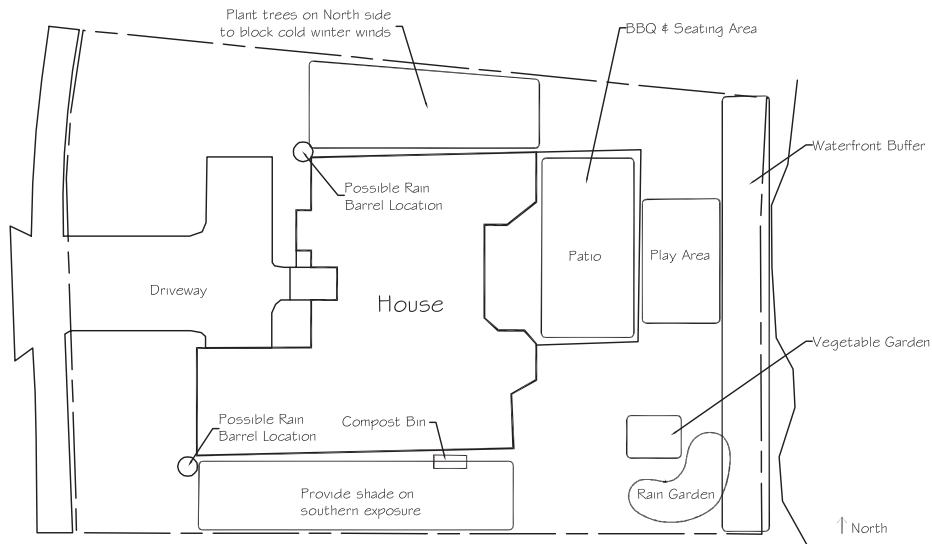 Plant trees on North side
to block cold winter winds
BBQ & Seating Area
Waterfront Buffer
Possible Rain
Barrel Location
Patio
Play Area
Driveway
House
Vegetable Garden
Possible Rain
Barrel Location
Compost Bin
Provide shade on
southern exposure
Rain Garden
North